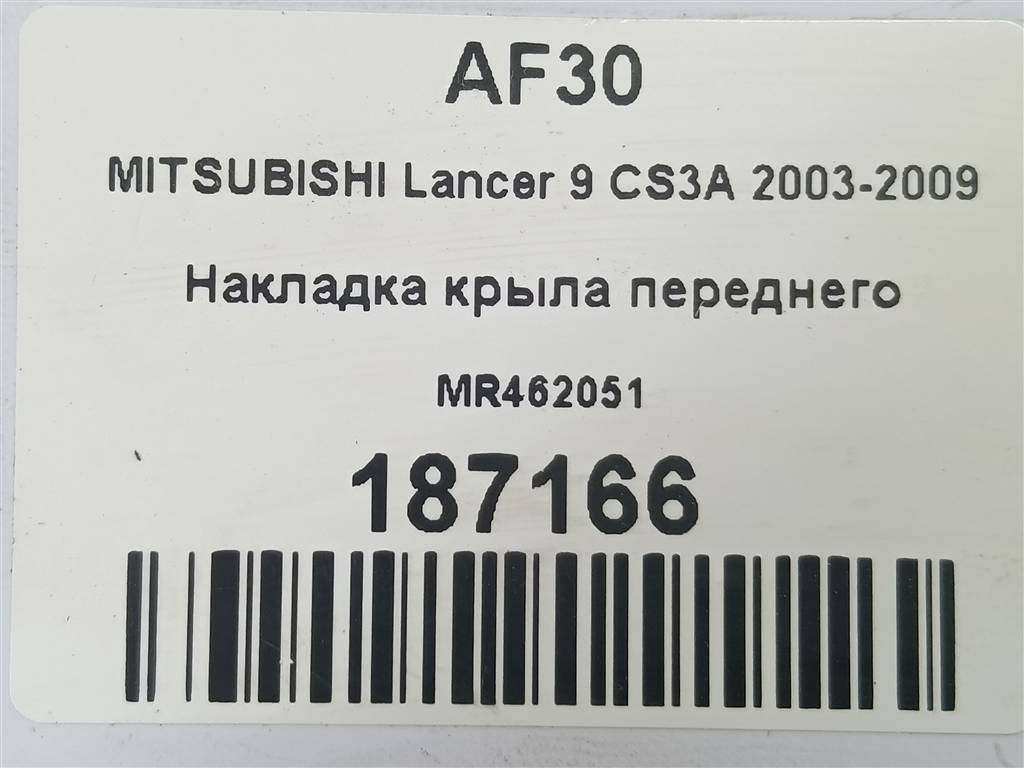 AF30
MITSUBISHI Lancer 9 CS3A 2003-2009
Накладка крыла переднего
MR462051
187166